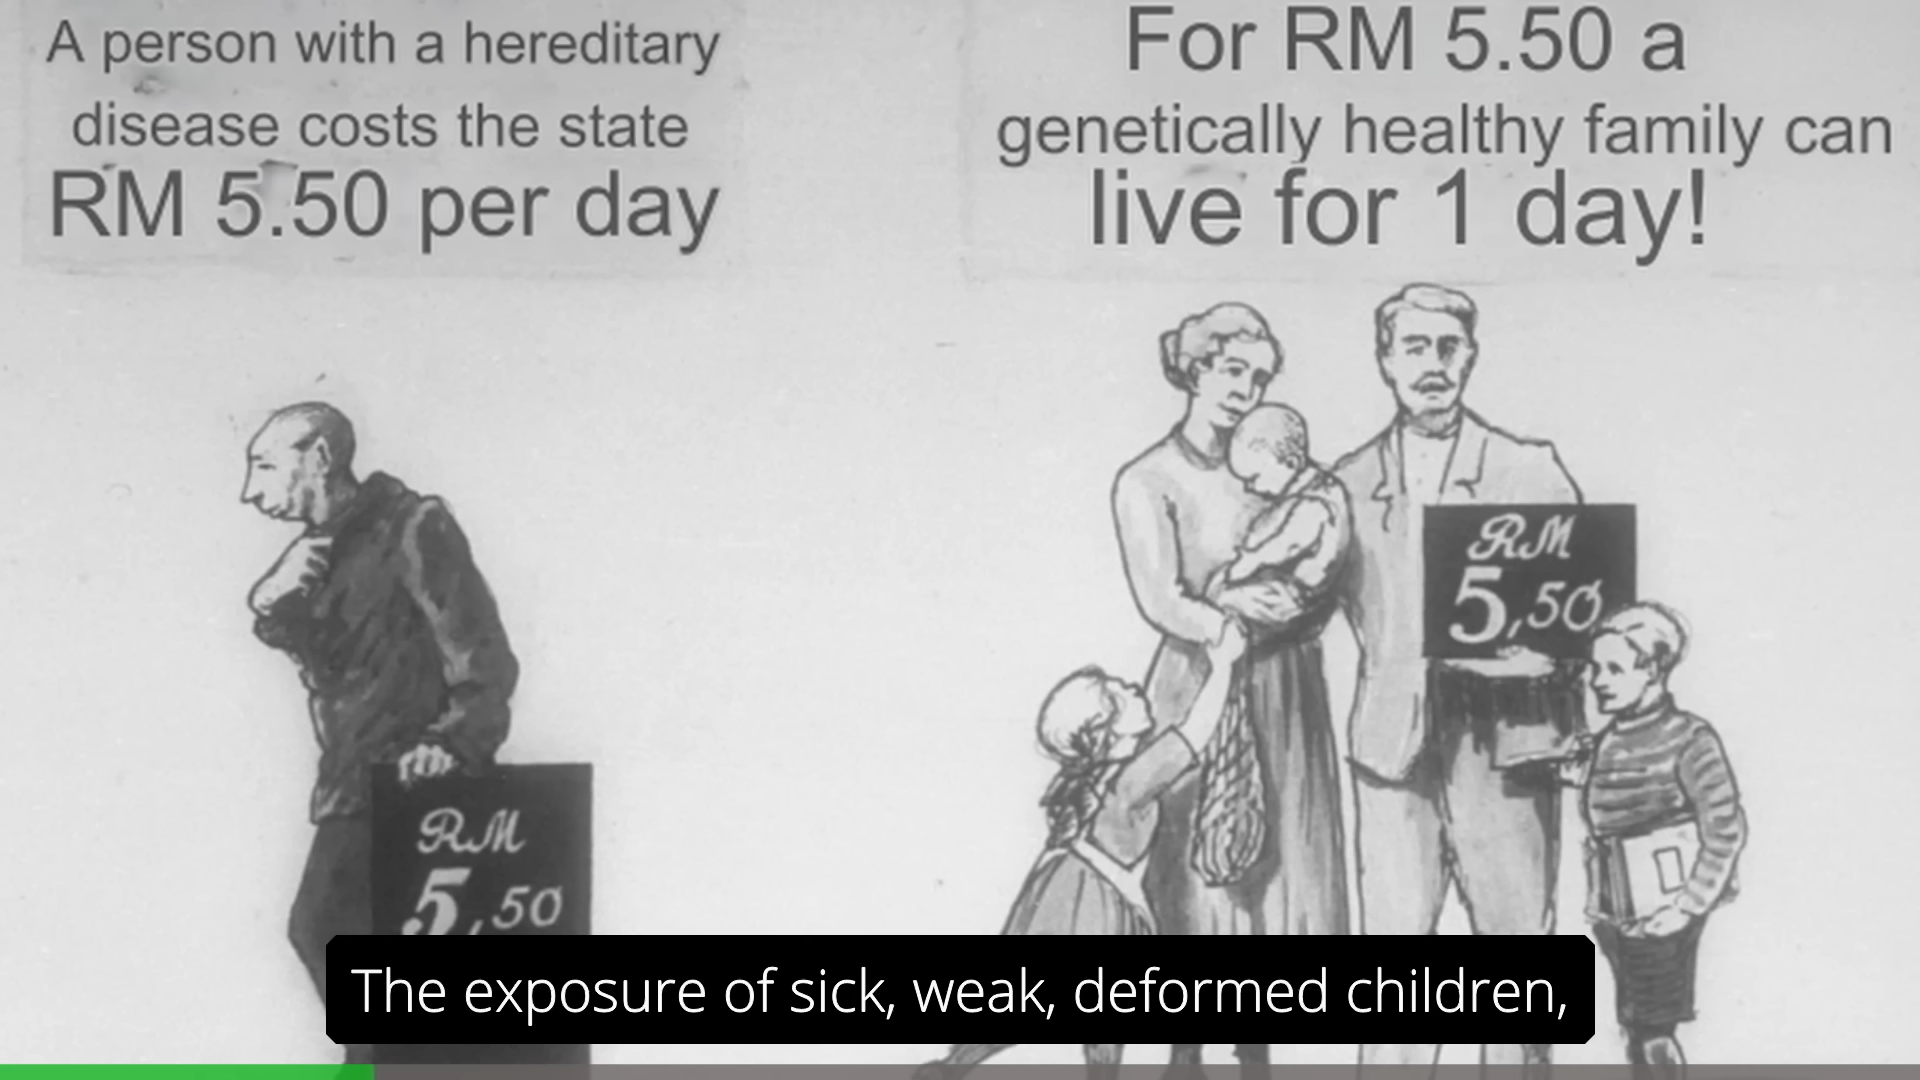 A person with a hereditary
disease costs the state
RM 5.50 per day
For RM 5.50 a
genetically healthy family can
live for 1 day!
RM
5,50
RM
5,50
The exposure of sick, weak, deformed children,